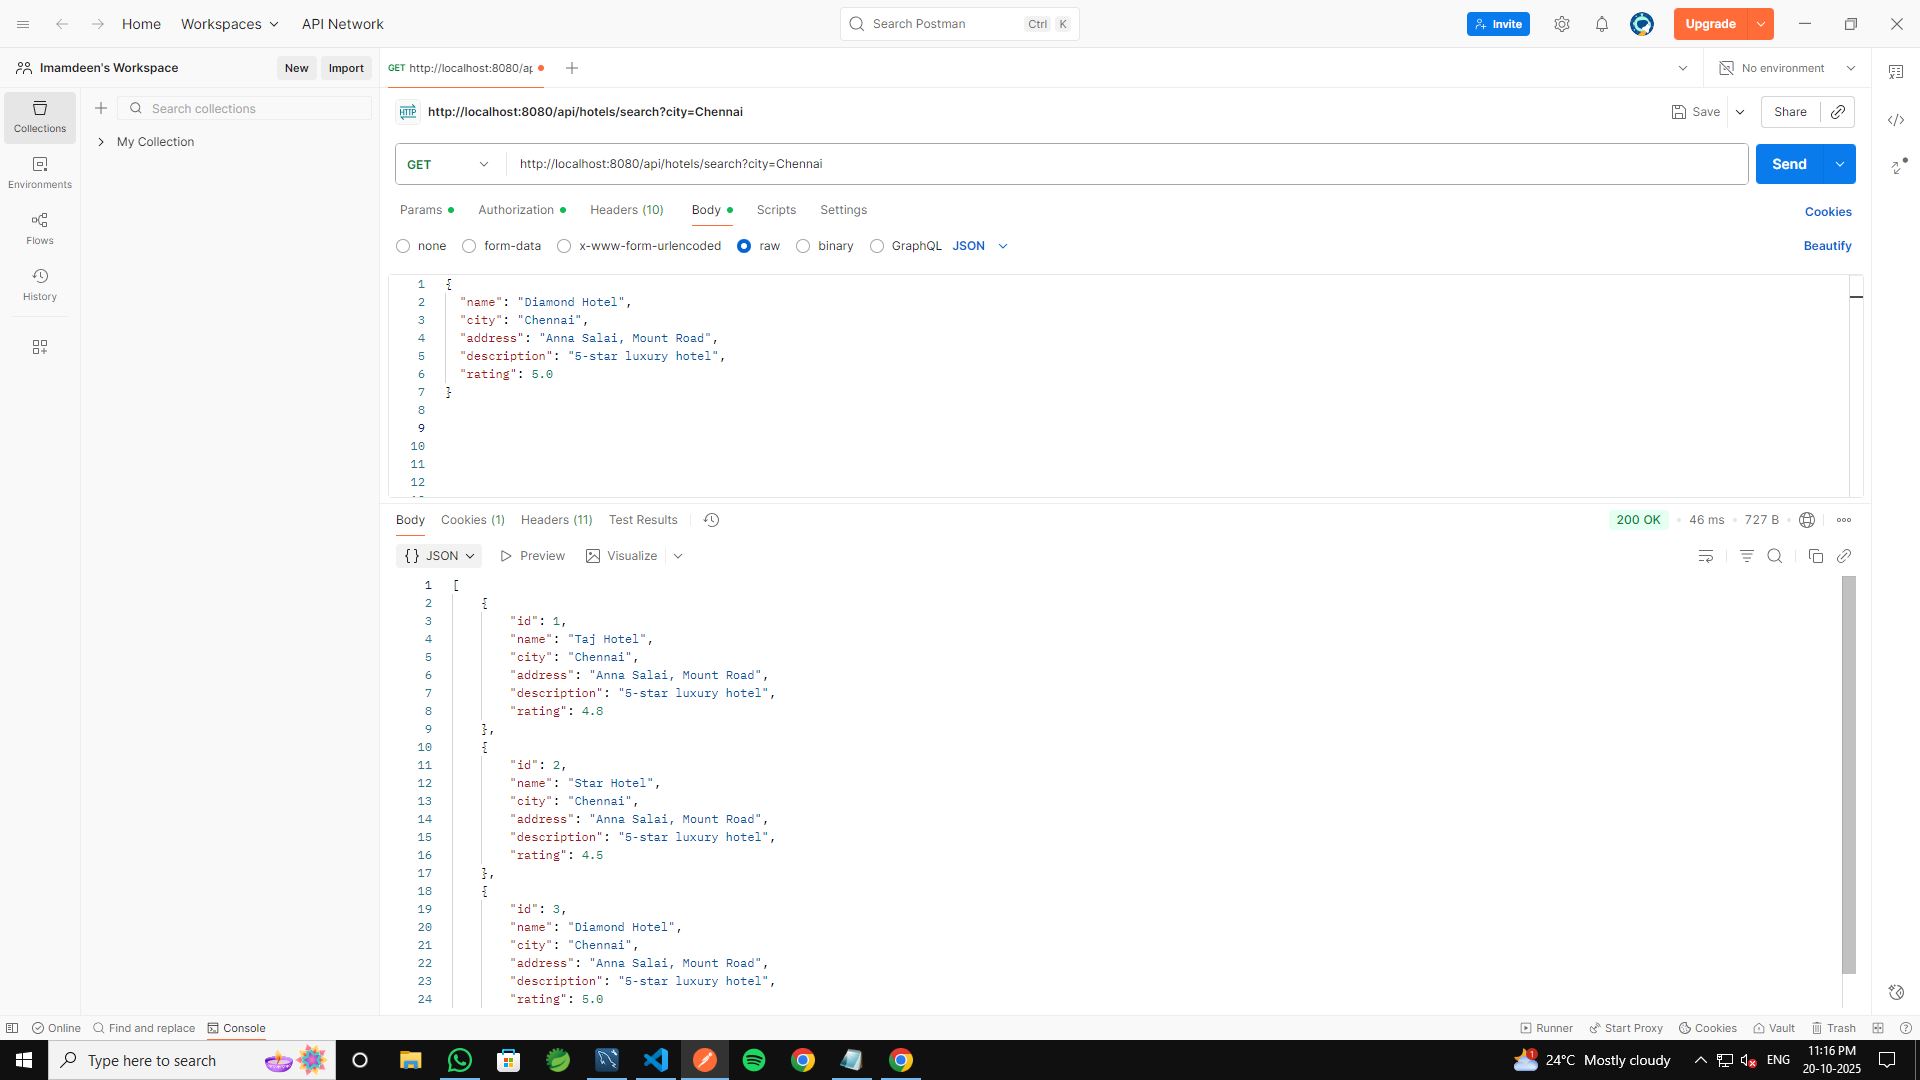 Home Workspaces API Network Search Postman Ctrl K Invite Upgrade
Imamdeen's Workspace New Import GET http://localhost:8080/ap No environment
Collections Search collections
My Collection
Environments
Flows
History
HTTP http://localhost:8080/api/hotels/search?city=Chennai Save Share
GET http://localhost:8080/api/hotels/search?city=Chennai Send
Params Authorization Headers (10) Body Scripts Settings Cookies
none form-data x-www-form-urlencoded raw binary GraphQL JSON Beautify
1 {
2 "name": "Diamond Hotel",
3 "city": "Chennai",
4 "address": "Anna Salai, Mount Road",
5 "description": "5-star luxury hotel",
6 "rating": 5.0
7 }
8
9
10
11
12
Body Cookies (1) Headers (11) Test Results 200 OK • 46 ms • 727 B
{} JSON Preview Visualize
1 [
2 {
3 "id": 1,
4 "name": "Taj Hotel",
5 "city": "Chennai",
6 "address": "Anna Salai, Mount Road",
7 "description": "5-star luxury hotel",
8 "rating": 4.8
9 },
10 {
11 "id": 2,
12 "name": "Star Hotel",
13 "city": "Chennai",
14 "address": "Anna Salai, Mount Road",
15 "description": "5-star luxury hotel",
16 "rating": 4.5
17 },
18 {
19 "id": 3,
20 "name": "Diamond Hotel",
21 "city": "Chennai",
22 "address": "Anna Salai, Mount Road",
23 "description": "5-star luxury hotel",
24 "rating": 5.0
Online Find and replace Console Runner Start Proxy Cookies Vault Trash
Type here to search 1 24°C Mostly cloudy ENG 11:16 PM
20-10-2025